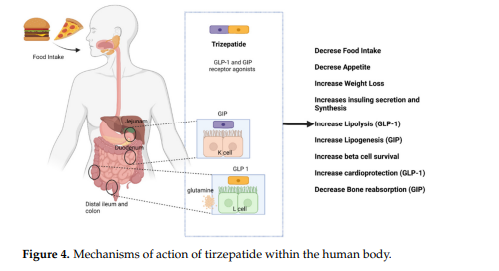 Food Intake
Trizepatide
GLP-1 and GIP
receptor agonists
GIP
K cell
GLP 1
glutamine
L cell
jejunum
Duodenum
Distal ileum and
colon
Decrese Food Intake
Decrese Appetite
Increase Weight Loss
Increases insuling secretion and
Synthesis
Increase Lipolysis (GLP-1)
Increase Lipogenesis (GIP)
Increase beta cell survival
Increase cardioprotection (GLP-1)
Decrease Bone reabsorption (GIP)
Figure 4. Mechanisms of action of tirzepatide within the human body.